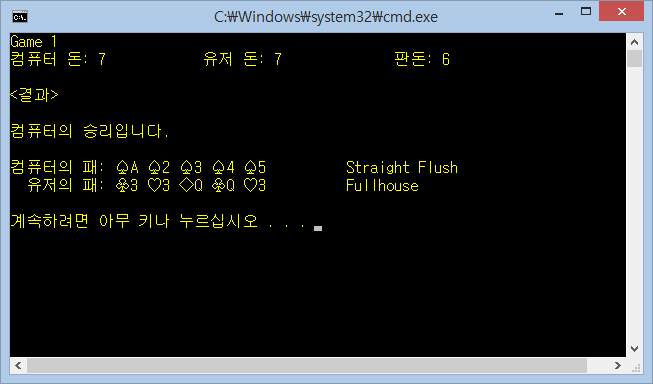 C:\Windows\system32\cmd.exe
Game 1
컴퓨터 돈: 7 유저 돈: 7 판돈: 6
<결과>
컴퓨터의 승리입니다.
컴퓨터의 패: ♤A ♤2 ♤3 ♤4 ♤5 Straight Flush
유저의 패: ♧3 ♡3 ◇Q ♧Q ♡3 Fullhouse
계속하려면 아무 키나 누르십시오 . . .